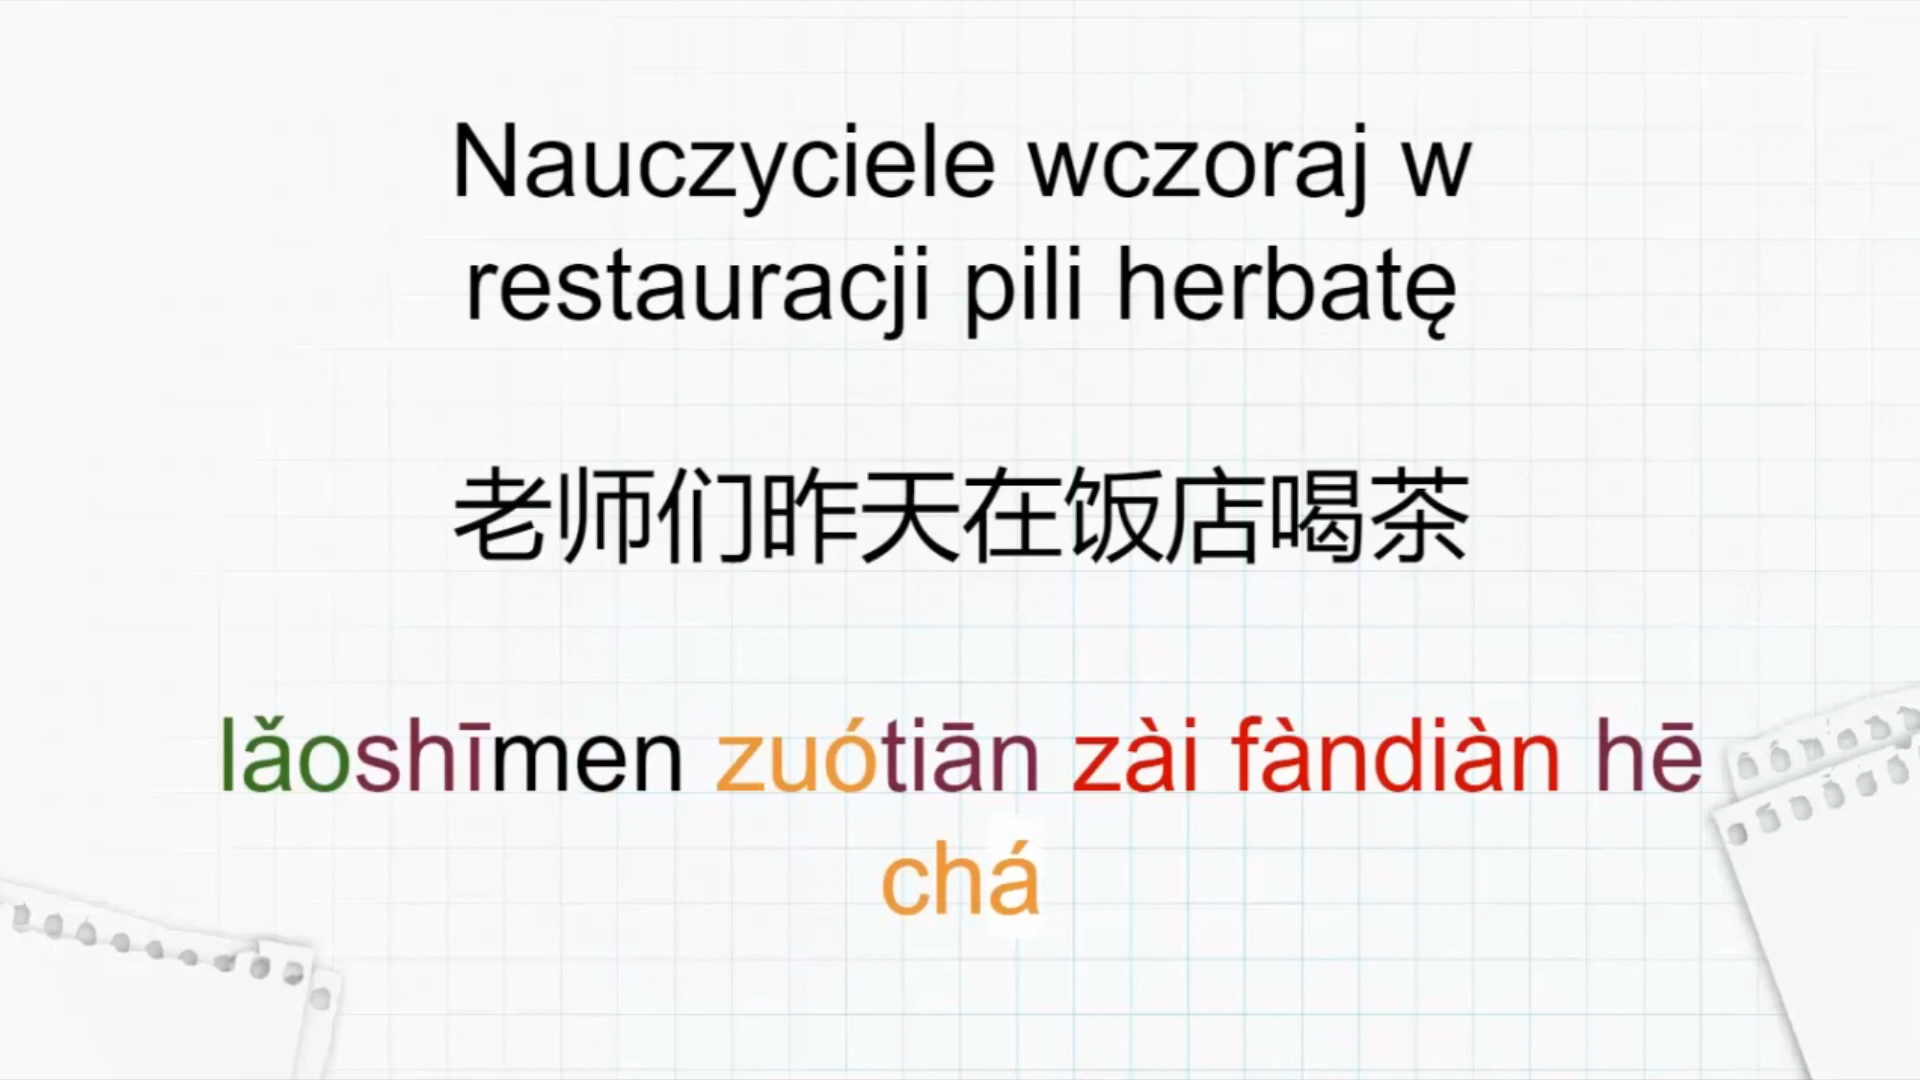 Nauczyciele wczoraj w
restauracji pili herbatę
老师们昨天在饭店喝茶
lǎoshīmen zuótiān zài fàndiàn hē
chá